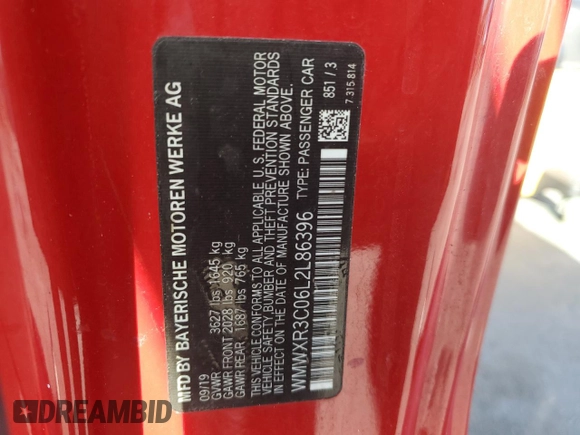 MFD BY BAYERISCHE MOTOREN WERKE AG
09/19
GVWR 3627 lbs 1645 kg
GAWR FRONT 2028 lbs 920 kg
GAWR REAR 1687 lbs 765 kg
THIS VEHICLE CONFORMS TO ALL APPLICABLE U.S. FEDERAL MOTOR
VEHICLE SAFETY, BUMPER AND THEFT PREVENTION STANDARDS
IN EFFECT ON THE DATE OF MANUFACTURE SHOWN ABOVE.
WMWXR3C06L2L86396 TYPE: PASSENGER CAR
851 / 3
7 315 814
DREAMBID